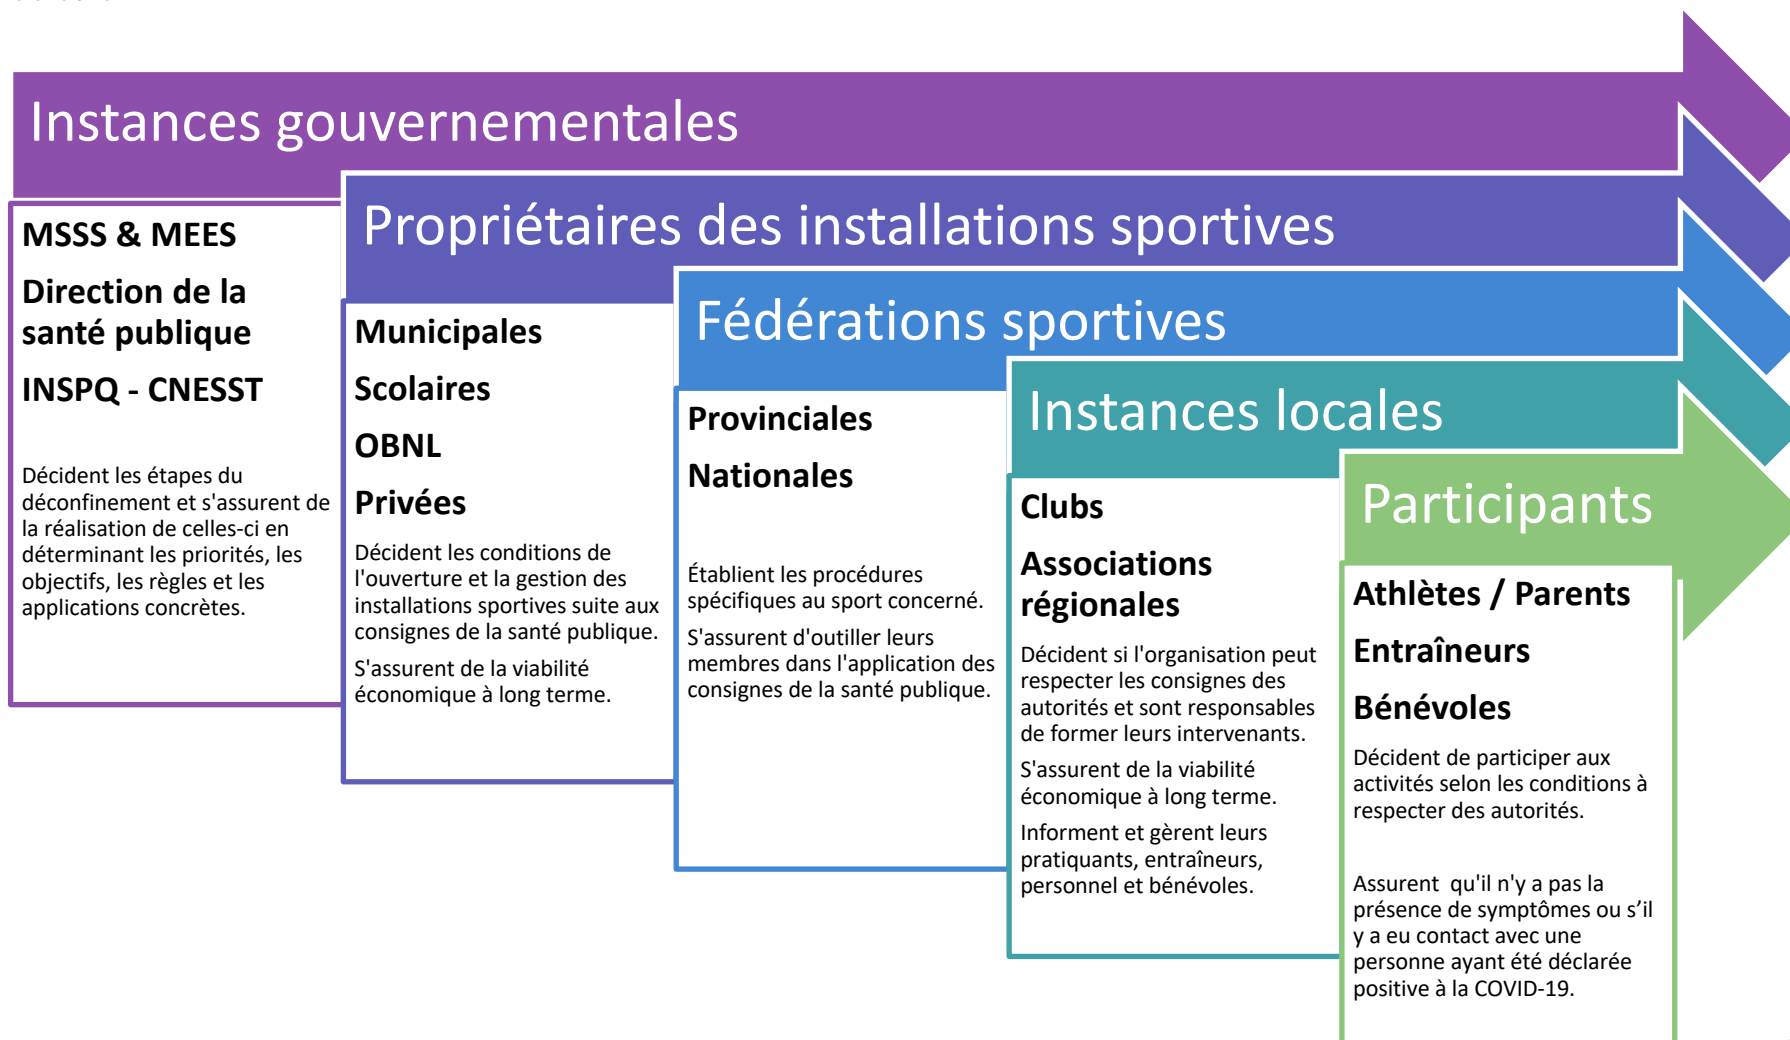 Instances gouvernementales
MSSS & MEES
Direction de la
santé publique
INSPQ - CNESST
Décident les étapes du
déconfinement et s'assurent de
la réalisation de celles-ci en
déterminant les priorités, les
objectifs, les règles et les
applications concrètes.
Propriétaires des installations sportives
Municipales
Scolaires
OBNL
Privées
Décident les conditions de
l'ouverture et la gestion des
installations sportives suite aux
consignes de la santé publique.
S'assurent de la viabilité
économique à long terme.
Fédérations sportives
Provinciales
Nationales
Établient les procédures
spécifiques au sport concerné.
S'assurent d'outiller leurs
membres dans l'application des
consignes de la santé publique.
Instances locales
Clubs
Associations
régionales
Décident si l'organisation peut
respecter les consignes des
autorités et sont responsables
de former leurs intervenants.
S'assurent de la viabilité
économique à long terme.
Informent et gèrent leurs
pratiquants, entraîneurs,
personnel et bénévoles.
Participants
Athlètes / Parents
Entraîneurs
Bénévoles
Décident de participer aux
activités selon les conditions à
respecter des autorités.
Assurent  qu'il n'y a pas la
présence de symptômes ou s’il
y a eu contact avec une
personne ayant été déclarée
positive à la COVID-19.